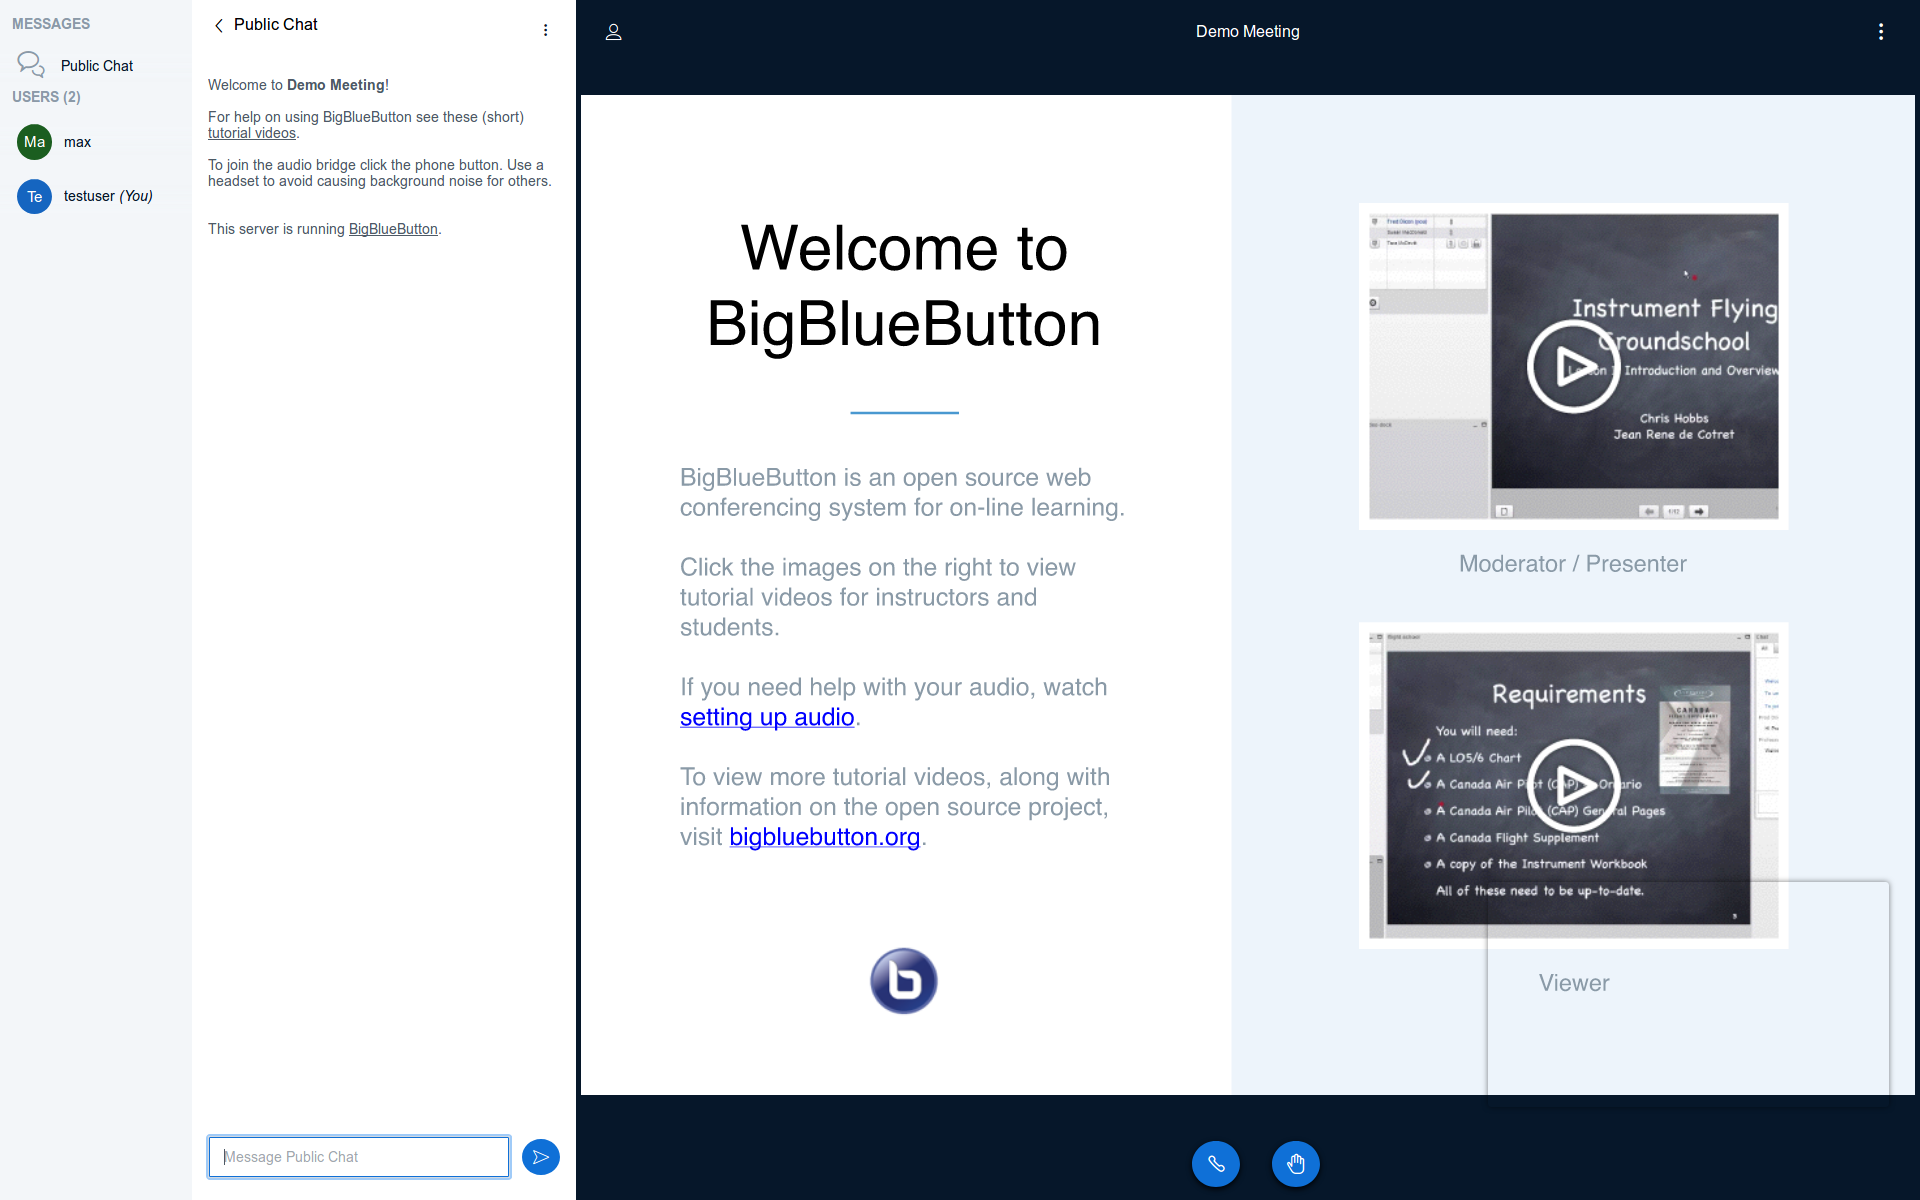 MESSAGES
Public Chat
USERS (2)
Ma max
Te testuser (You)
Public Chat
Welcome to Demo Meeting!
For help on using BigBlueButton see these (short)
tutorial videos.
To join the audio bridge click the phone button. Use a
headset to avoid causing background noise for others.
This server is running BigBlueButton.
Message Public Chat
Demo Meeting
Welcome to
BigBlueButton
BigBlueButton is an open source web
conferencing system for on-line learning.
Click the images on the right to view
tutorial videos for instructors and
students.
If you need help with your audio, watch
setting up audio.
To view more tutorial videos, along with
information on the open source project,
visit bigbluebutton.org.
b
Instrument Flying
Groundschool
Introduction and Overview
Chris Hobbs
Jean Rene de Cotret
1/12
Moderator / Presenter
Requirements
You will need:
A LO5/6 Chart
A Canada Air Pilot (CAP) Ontario
A Canada Air Pilot (CAP) General Pages
A Canada Flight Supplement
A copy of the Instrument Workbook
All of these need to be up-to-date.
CANADA
Viewer